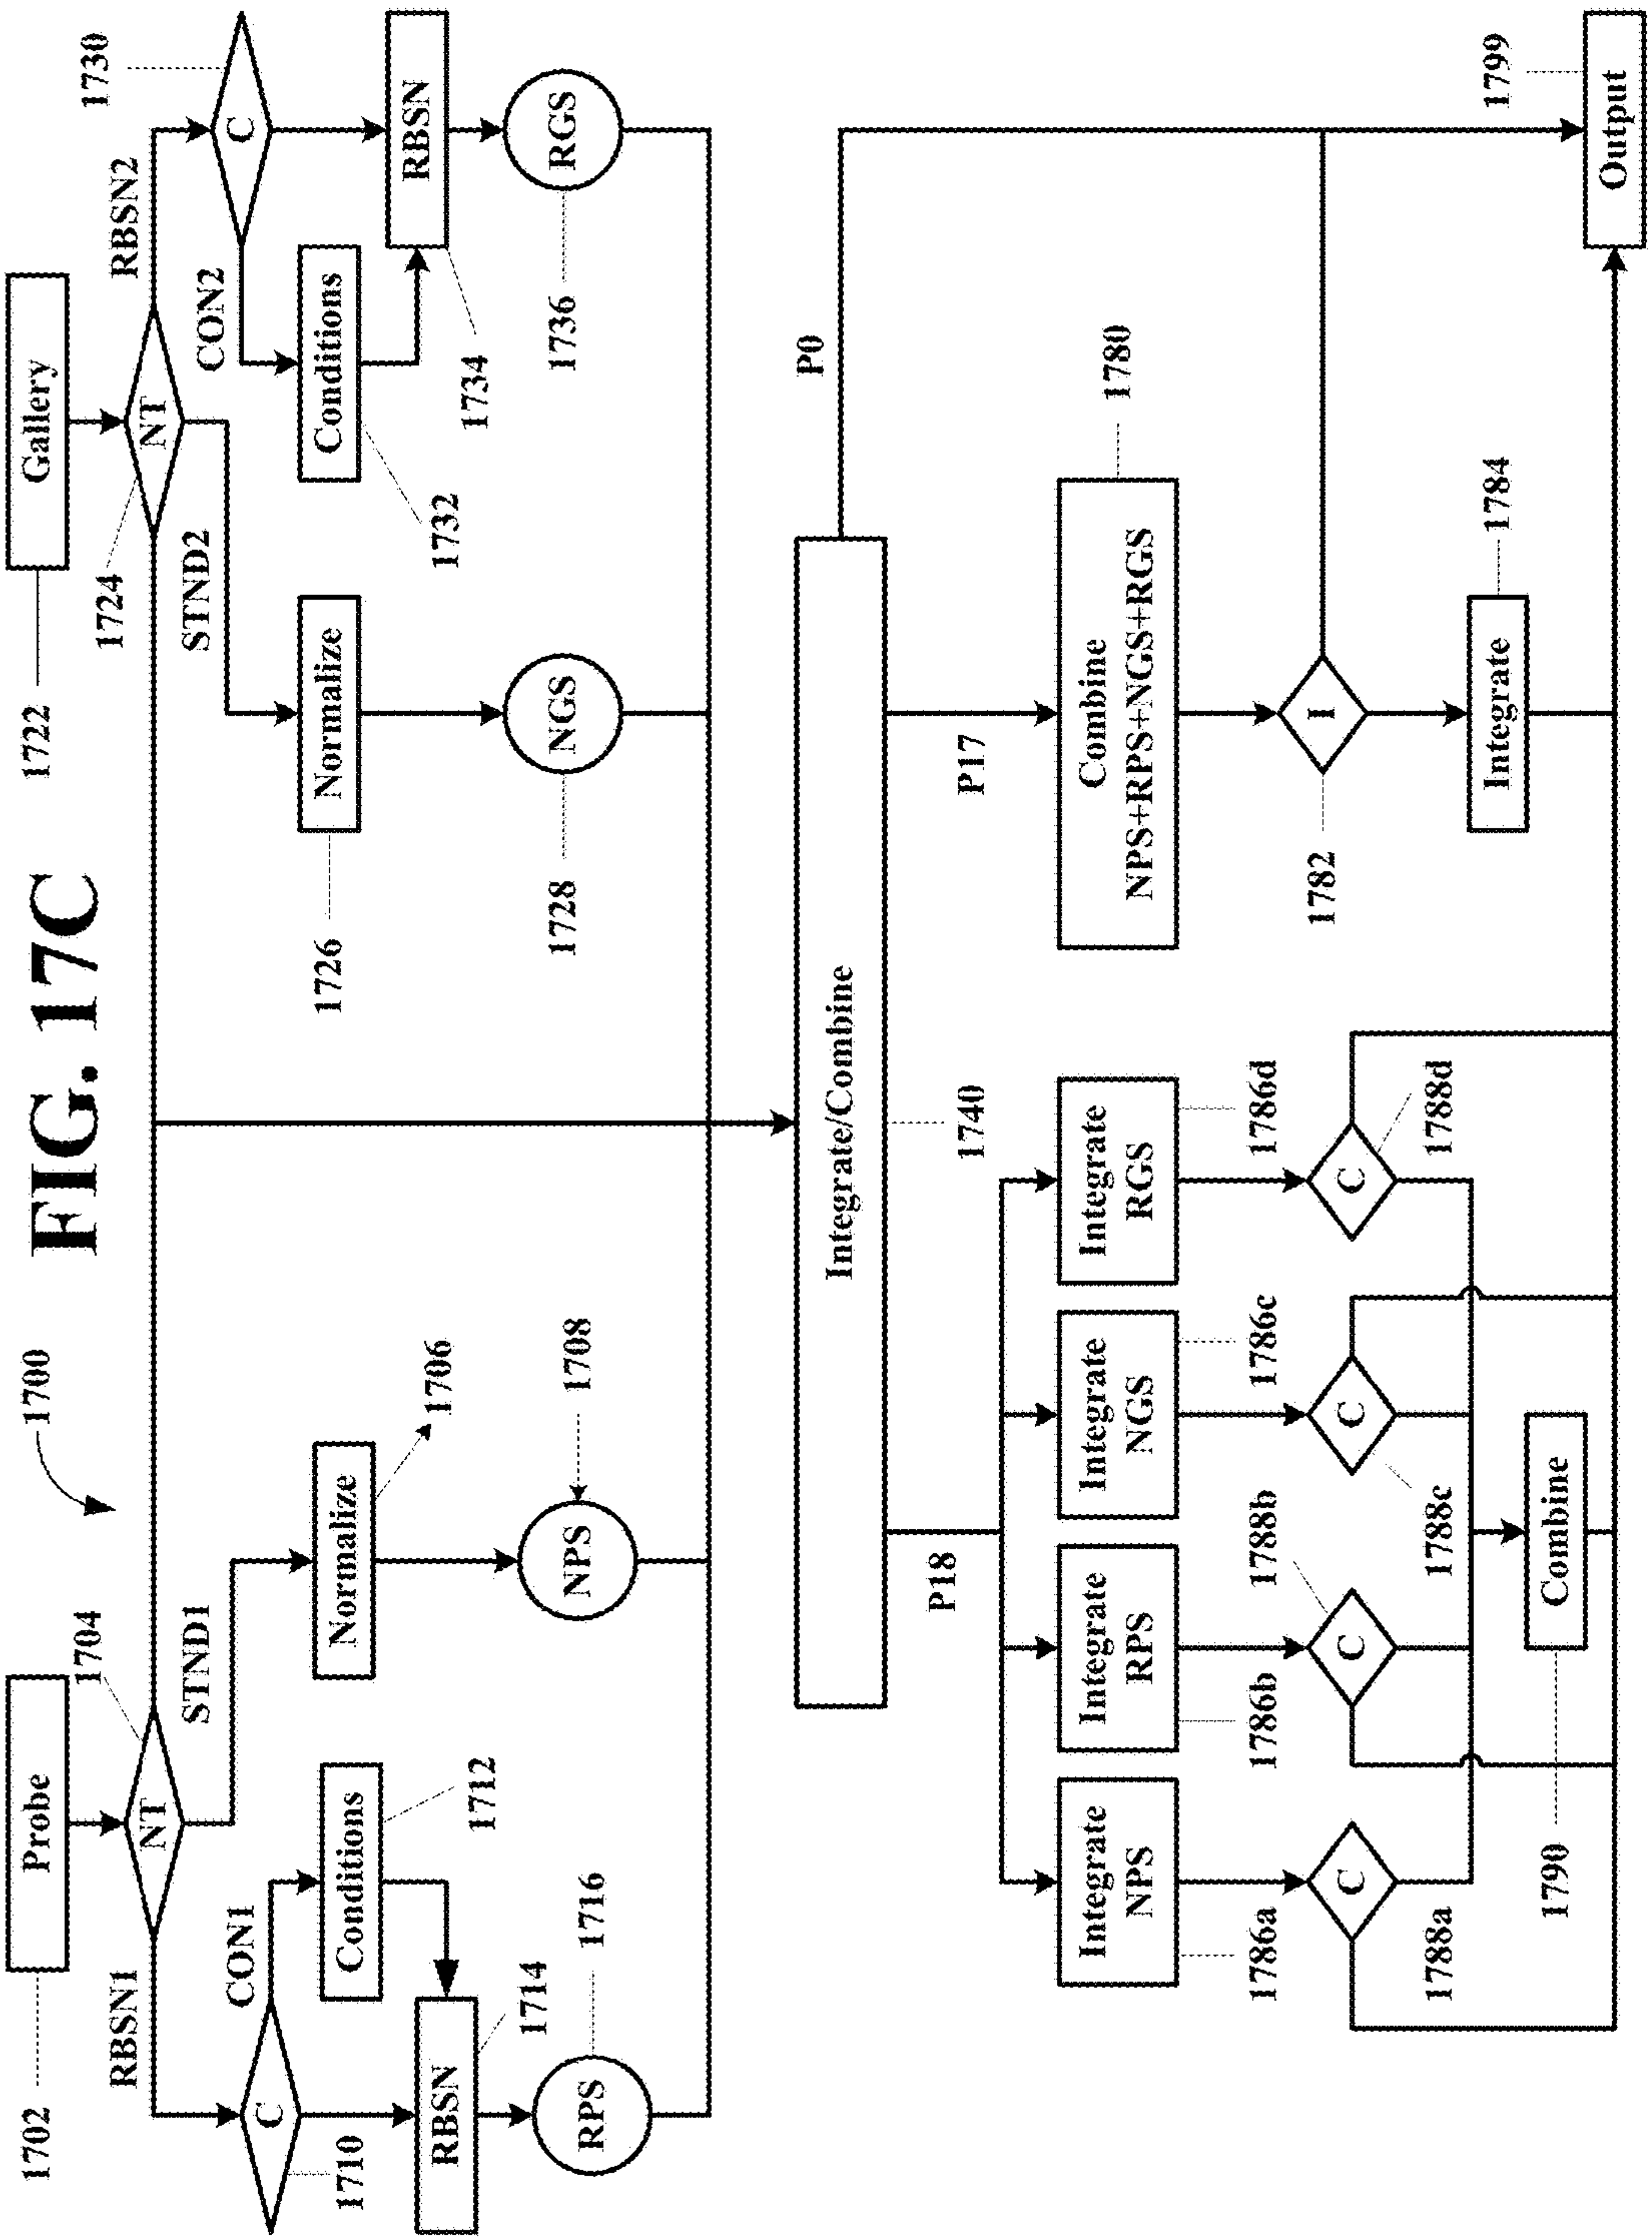 FIG. 17C
1700
1702
Probe
1704
NT
RBSN1
STND1
C
1710
CON1
Conditions
1712
RBSN
1714
RPS
1716
Normalize
1706
NPS
1708
1722
Gallery
1724
NT
STND2
RBSN2
Normalize
1726
NGS
1728
C
1730
CON2
Conditions
1732
RBSN
1734
RGS
1736
Integrate/Combine
1740
P18
P17
P0
Integrate
NPS
1786a
Integrate
RPS
1786b
Integrate
NGS
1786c
Integrate
RGS
1786d
C
1788a
C
1788b
C
1788c
C
1788d
Combine
1790
Combine
NPS+RPS+NGS+RGS
1780
I
1782
Integrate
1784
Output
1799